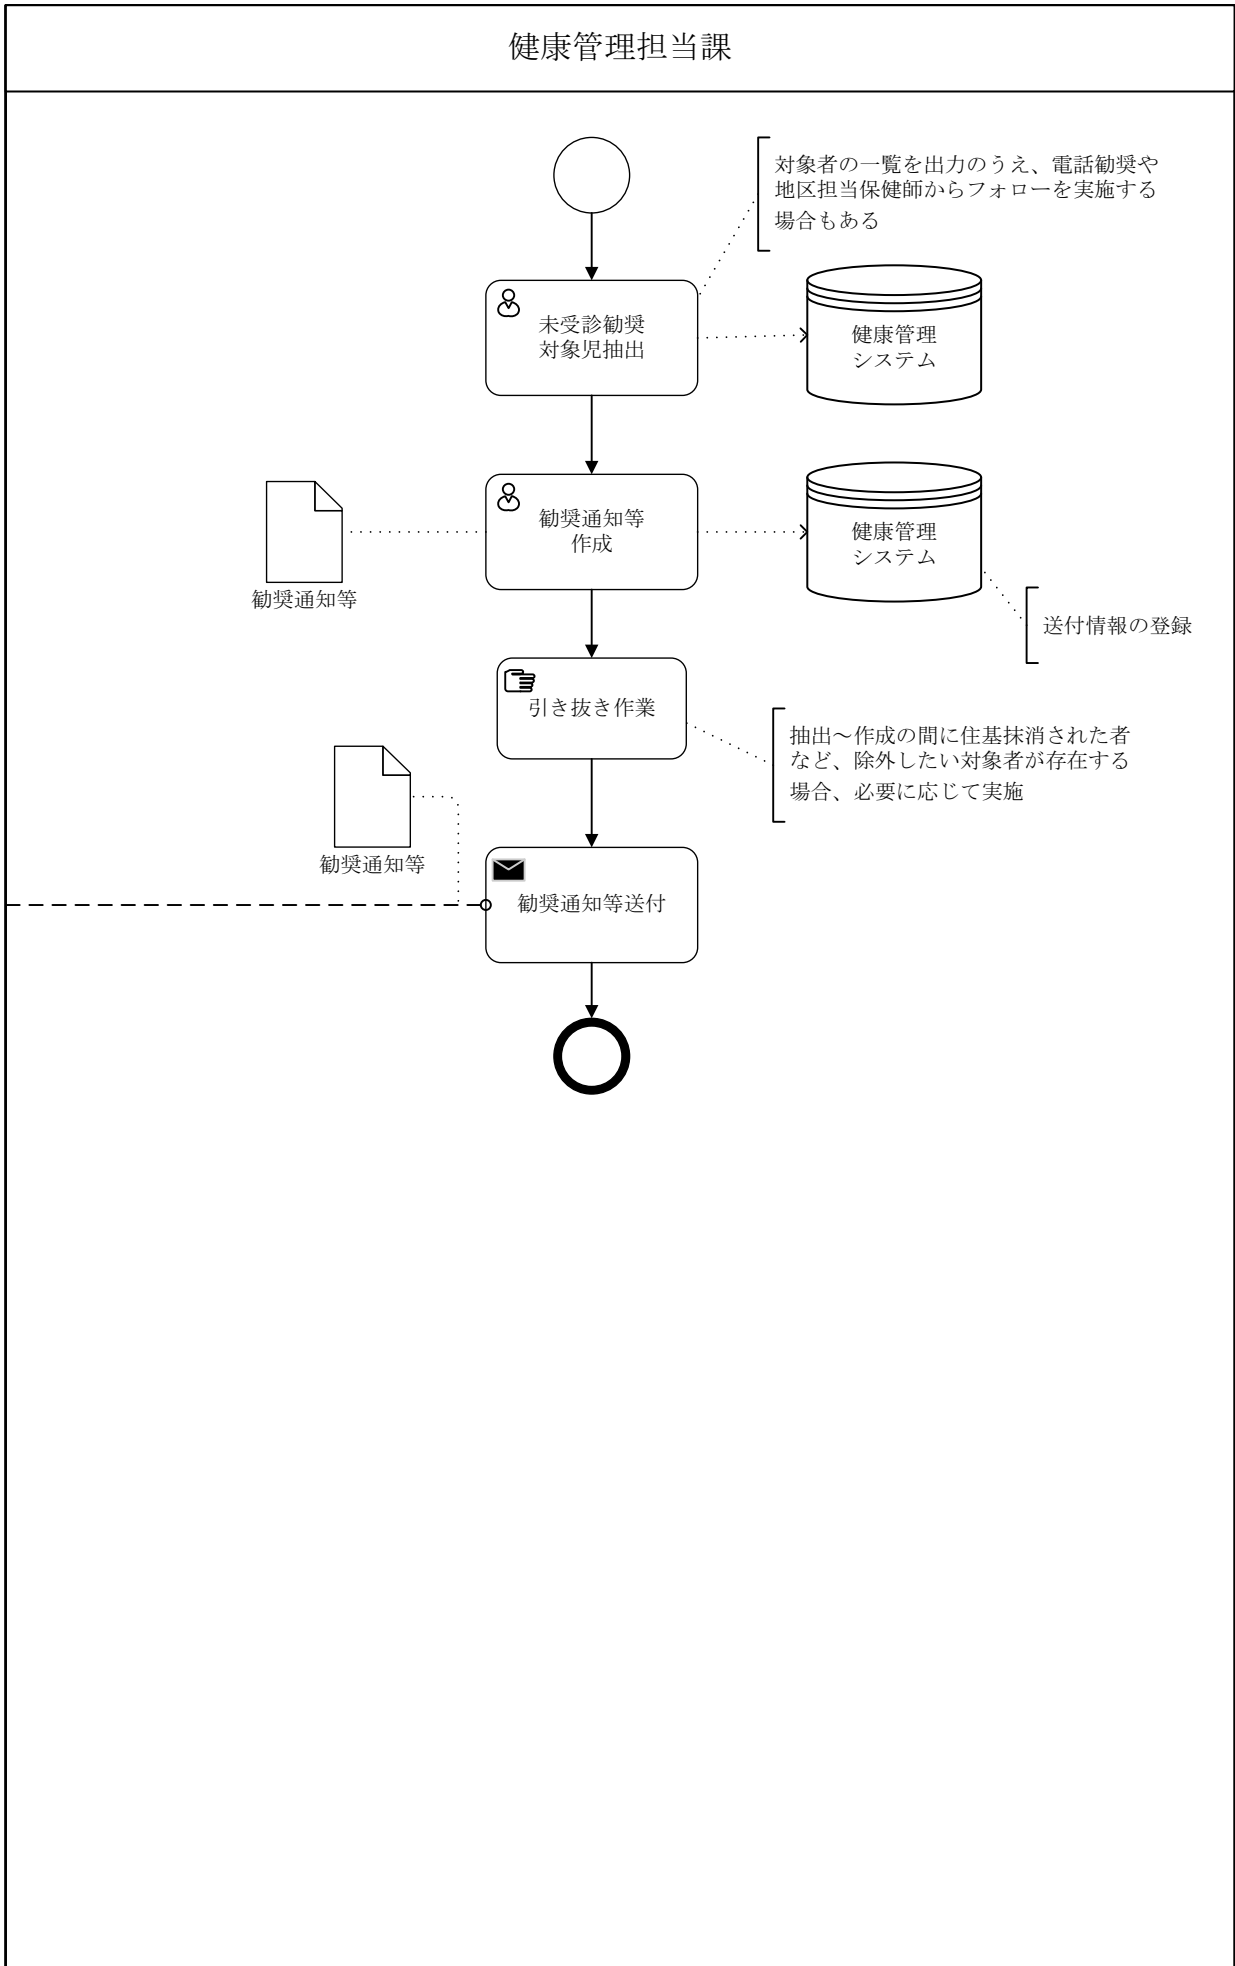 健康管理担当課
対象者の一覧を出力のうえ、電話勧奨や
地区担当保健師からフォローを実施する
場合もある
未受診勧奨
対象児抽出
健康管理
システム
勧奨通知等
作成
健康管理
システム
勧奨通知等
送付情報の登録
引き抜き作業
抽出～作成の間に住基抹消された者
など、除外したい対象者が存在する
場合、必要に応じて実施
勧奨通知等
勧奨通知等送付